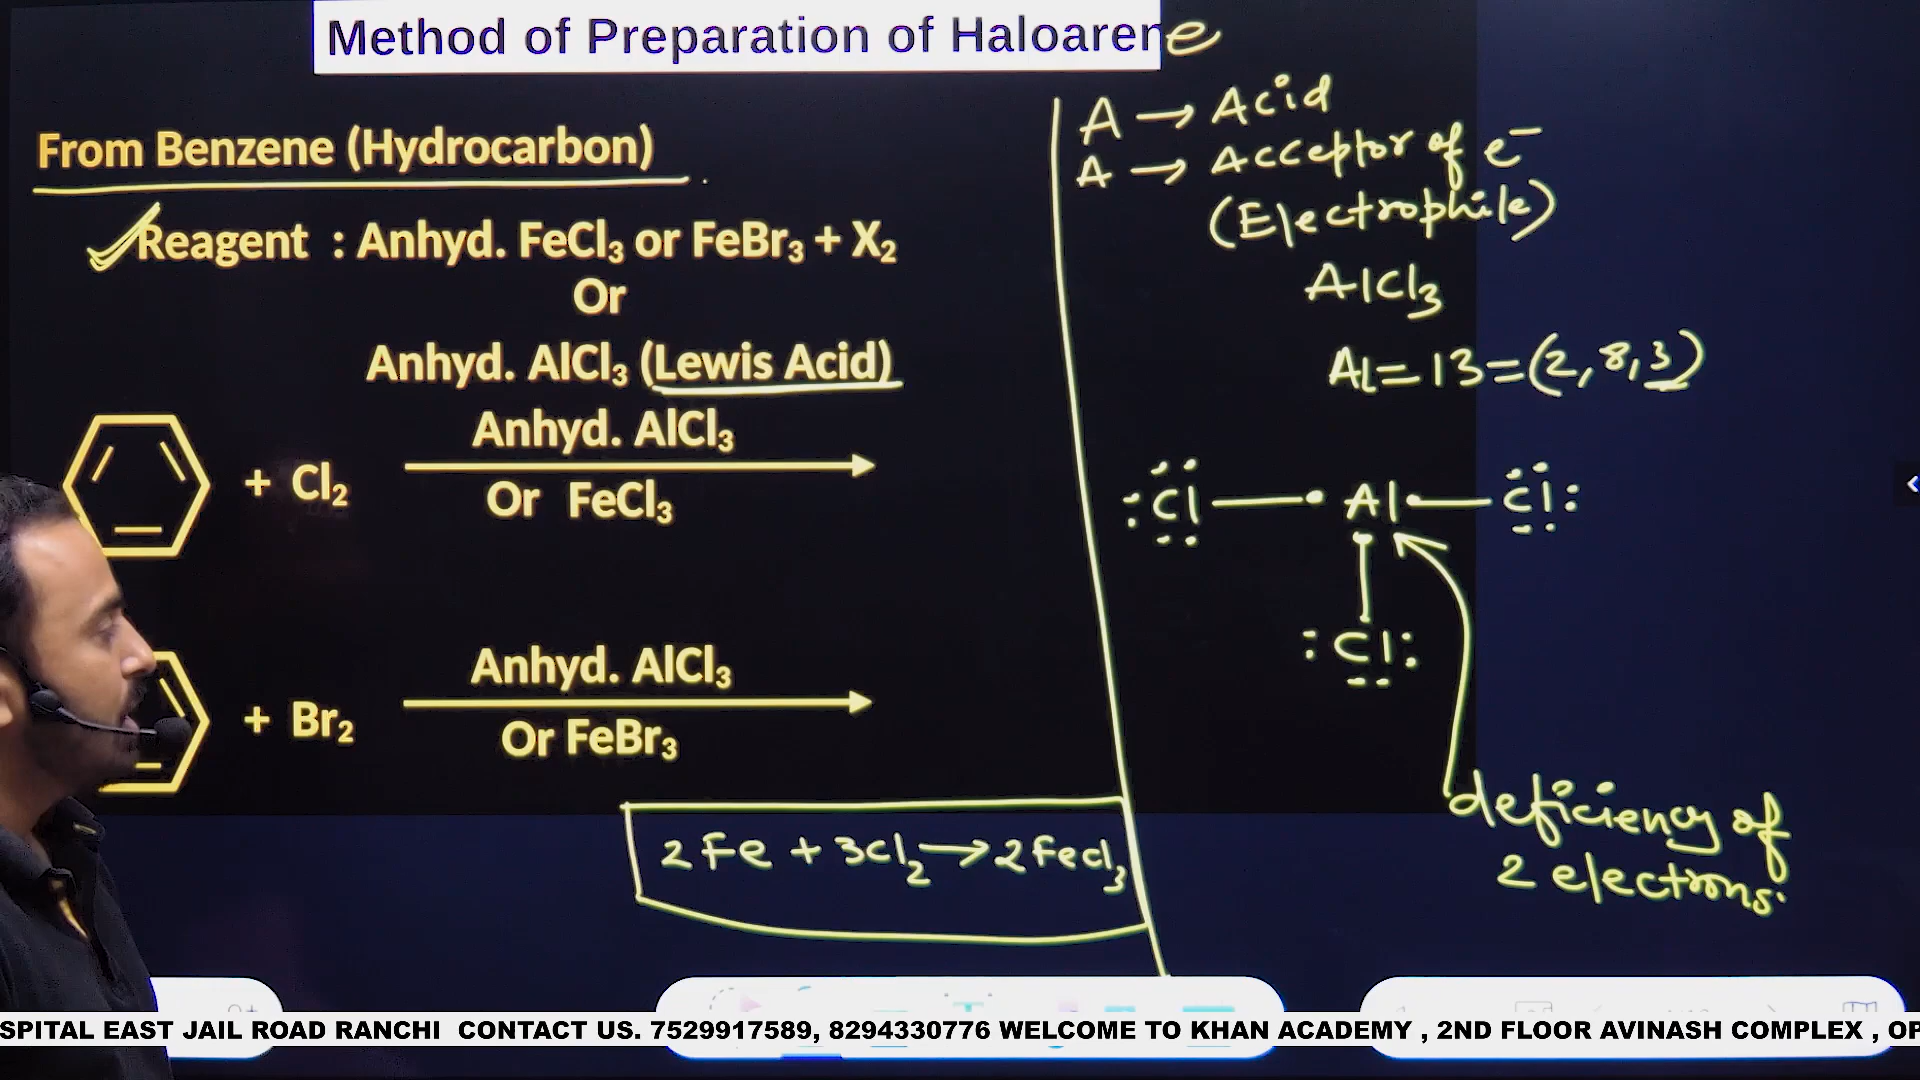 Method of Preparation of Haloarene
From Benzene (Hydrocarbon)
Reagent : Anhyd. FeCl₃ or FeBr₃ + X₂
Or
Anhyd. AlCl₃ (Lewis Acid)
+ Cl₂
Anhyd. AlCl₃
Or FeCl₃
+ Br₂
Anhyd. AlCl₃
Or FeBr₃
2Fe + 3Cl₂ → 2FeCl₃
A → Acid
A → Acceptor of e⁻
(Electrophile)
AlCl₃
Al = 13 = (2, 8, 3)
:Cl — Al — Cl:
:Cl:
deficiency of
2 electrons.
SPITAL EAST JAIL ROAD RANCHI CONTACT US. 7529917589, 8294330776 WELCOME TO KHAN ACADEMY , 2ND FLOOR AVINASH COMPLEX , OP